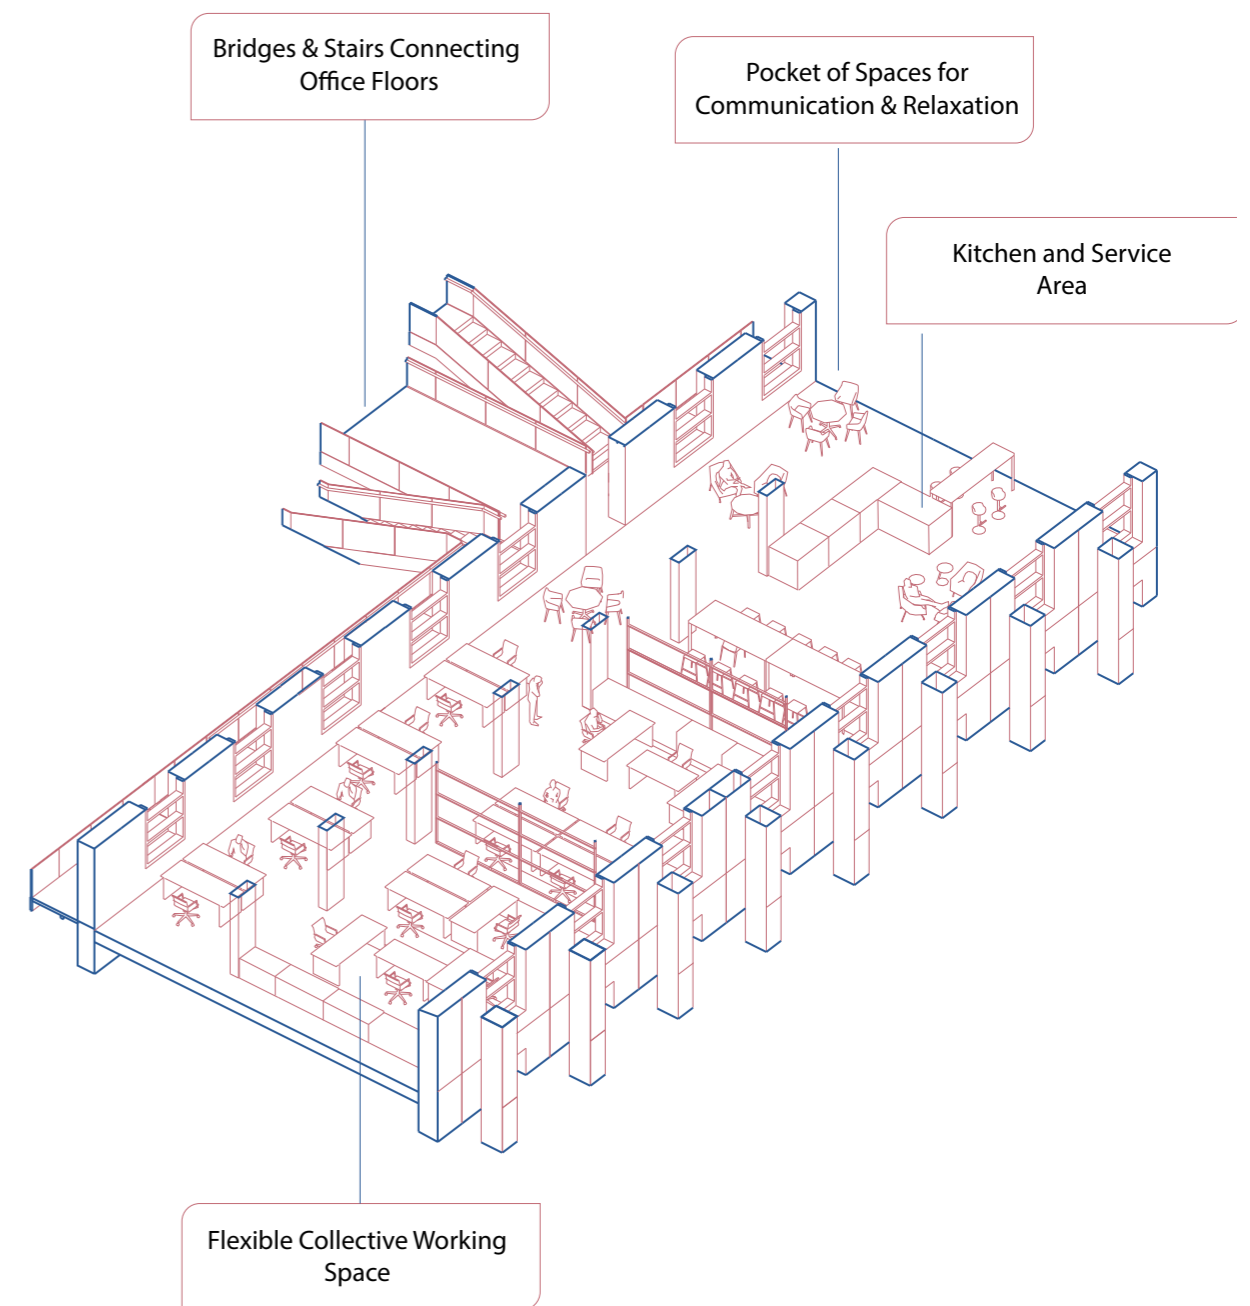 Bridges & Stairs Connecting
Office Floors
Pocket of Spaces for
Communication & Relaxation
Kitchen and Service
Area
Flexible Collective Working
Space